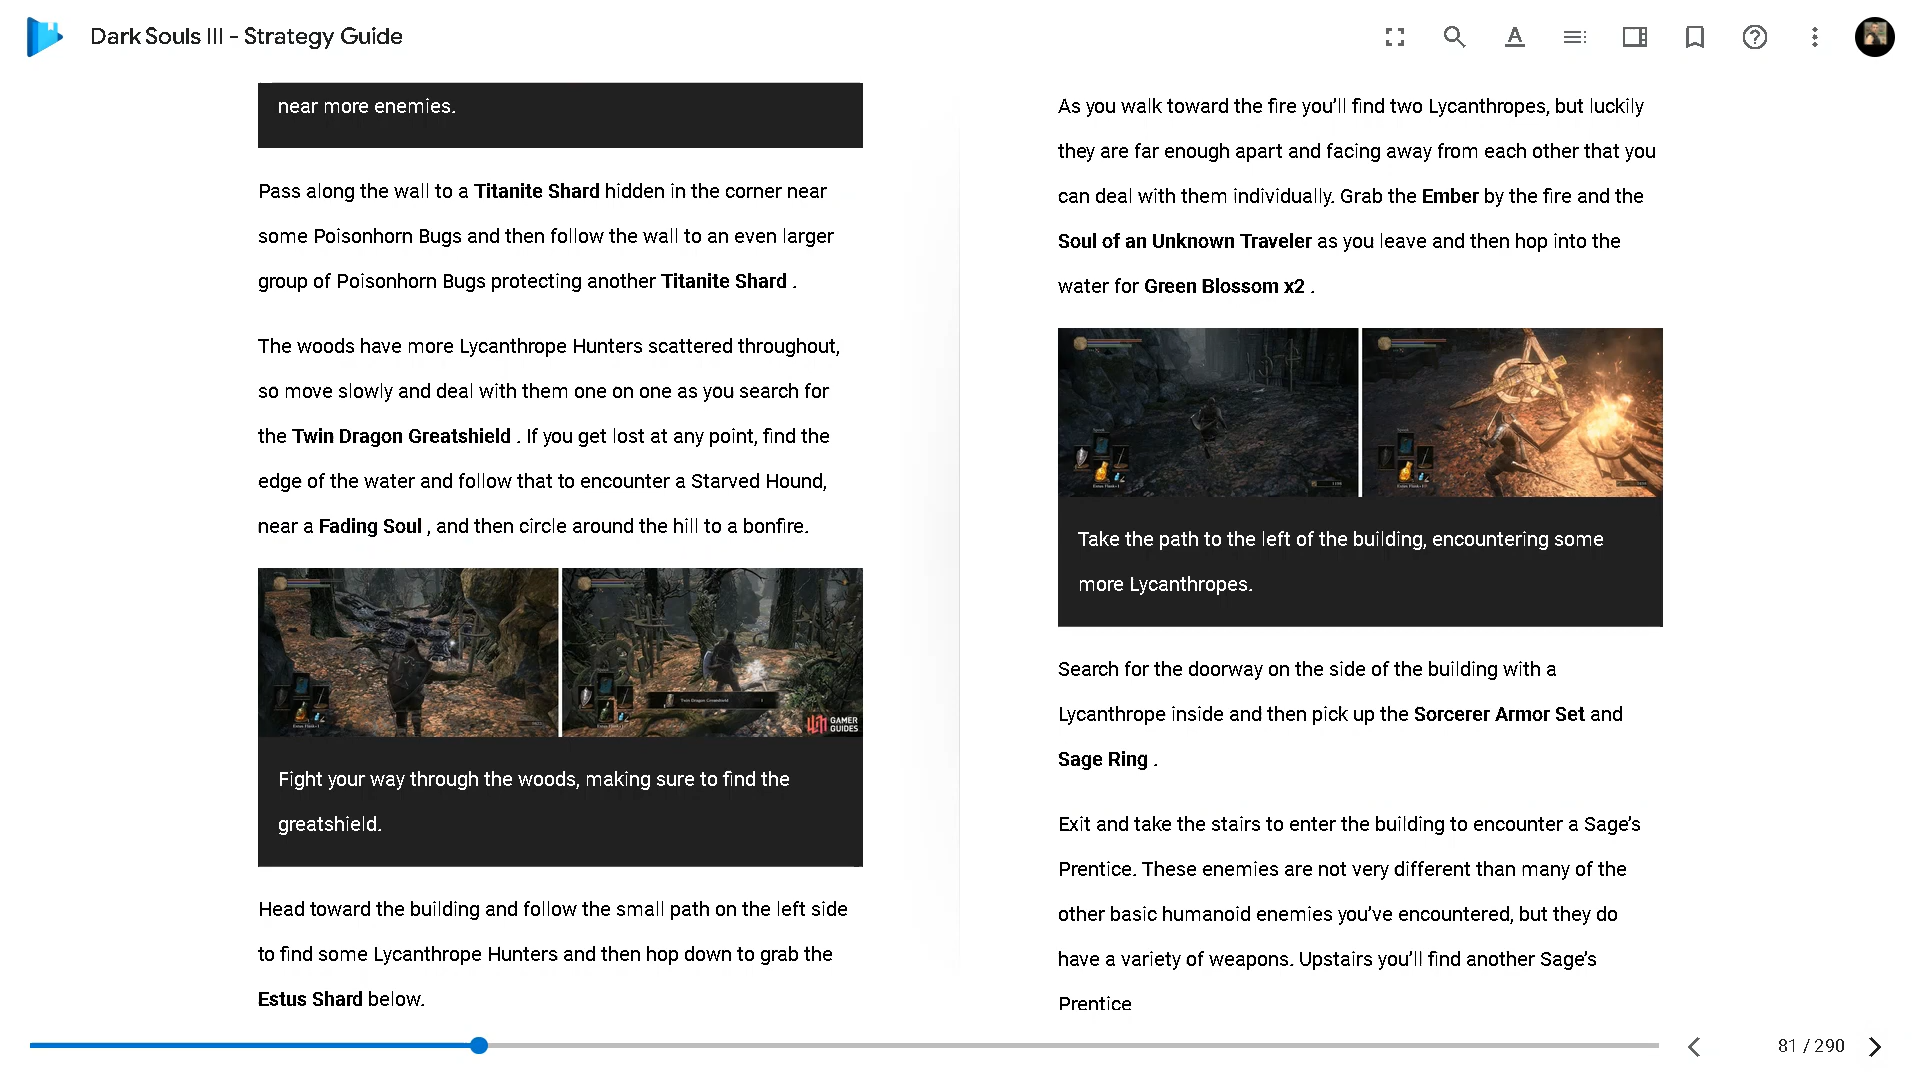 Dark Souls III - Strategy Guide
near more enemies.
Pass along the wall to a Titanite Shard hidden in the corner near
some Poisonhorn Bugs and then follow the wall to an even larger
group of Poisonhorn Bugs protecting another Titanite Shard .
The woods have more Lycanthrope Hunters scattered throughout,
so move slowly and deal with them one on one as you search for
the Twin Dragon Greatshield . If you get lost at any point, find the
edge of the water and follow that to encounter a Starved Hound,
near a Fading Soul , and then circle around the hill to a bonfire.
Twin Dragon Greatshield 1
GAMER
GUIDES
Fight your way through the woods, making sure to find the
greatshield.
Head toward the building and follow the small path on the left side
to find some Lycanthrope Hunters and then hop down to grab the
Estus Shard below.
As you walk toward the fire you’ll find two Lycanthropes, but luckily
they are far enough apart and facing away from each other that you
can deal with them individually. Grab the Ember by the fire and the
Soul of an Unknown Traveler as you leave and then hop into the
water for Green Blossom x2 .
Take the path to the left of the building, encountering some
more Lycanthropes.
Search for the doorway on the side of the building with a
Lycanthrope inside and then pick up the Sorcerer Armor Set and
Sage Ring .
Exit and take the stairs to enter the building to encounter a Sage’s
Prentice. These enemies are not very different than many of the
other basic humanoid enemies you’ve encountered, but they do
have a variety of weapons. Upstairs you’ll find another Sage’s
Prentice
81 / 290